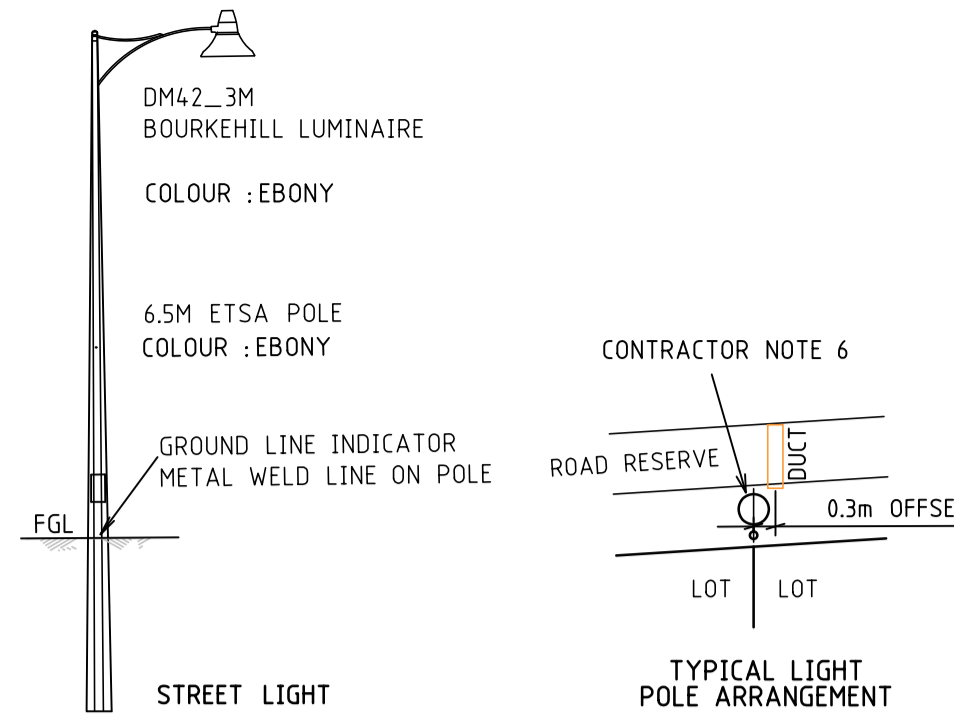 DM42_3M
BOURKEHILL LUMINAIRE
COLOUR : EBONY
6.5M ETSA POLE
COLOUR : EBONY
GROUND LINE INDICATOR
METAL WELD LINE ON POLE
FGL
STREET LIGHT
CONTRACTOR NOTE 6
ROAD RESERVE
DUCT
0.3m OFFSE
LOT LOT
TYPICAL LIGHT
POLE ARRANGEMENT